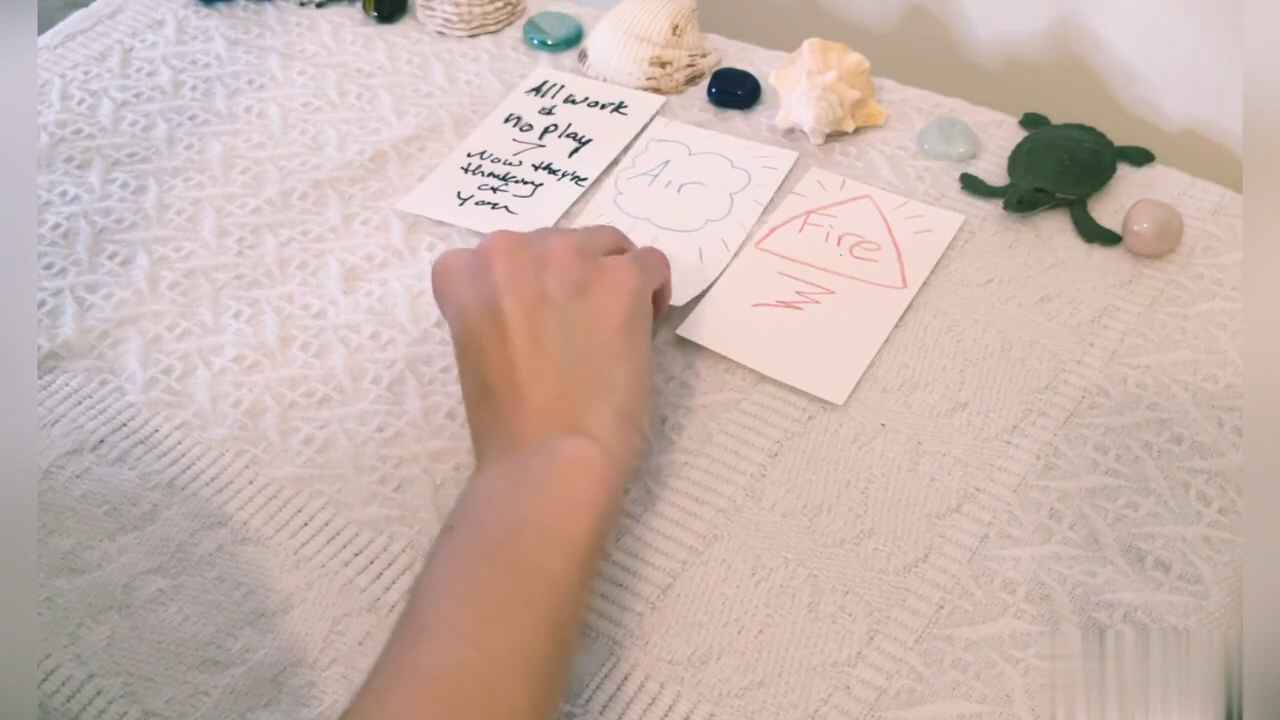 All work
&
no play
Now they're
thinking
of
you
Air
Fire